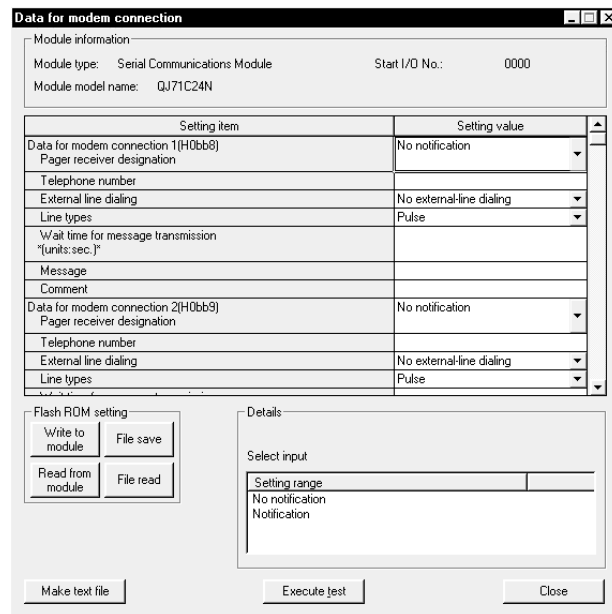 Data for modem connection
Module information
Module type: Serial Communications Module Start I/O No.: 0000
Module model name: QJ71C24N
Setting item Setting value
Data for modem connection 1(H0bb8) No notification
Pager receiver designation
Telephone number
External line dialing No external-line dialing
Line types Pulse
Wait time for message transmission
*(units:sec.)*
Message
Comment
Data for modem connection 2(H0bb9) No notification
Pager receiver designation
Telephone number
External line dialing No external-line dialing
Line types Pulse
Flash ROM setting
Write to module
File save
Read from module
File read
Details
Select input
Setting range
No notification
Notification
Make text file Execute test Close